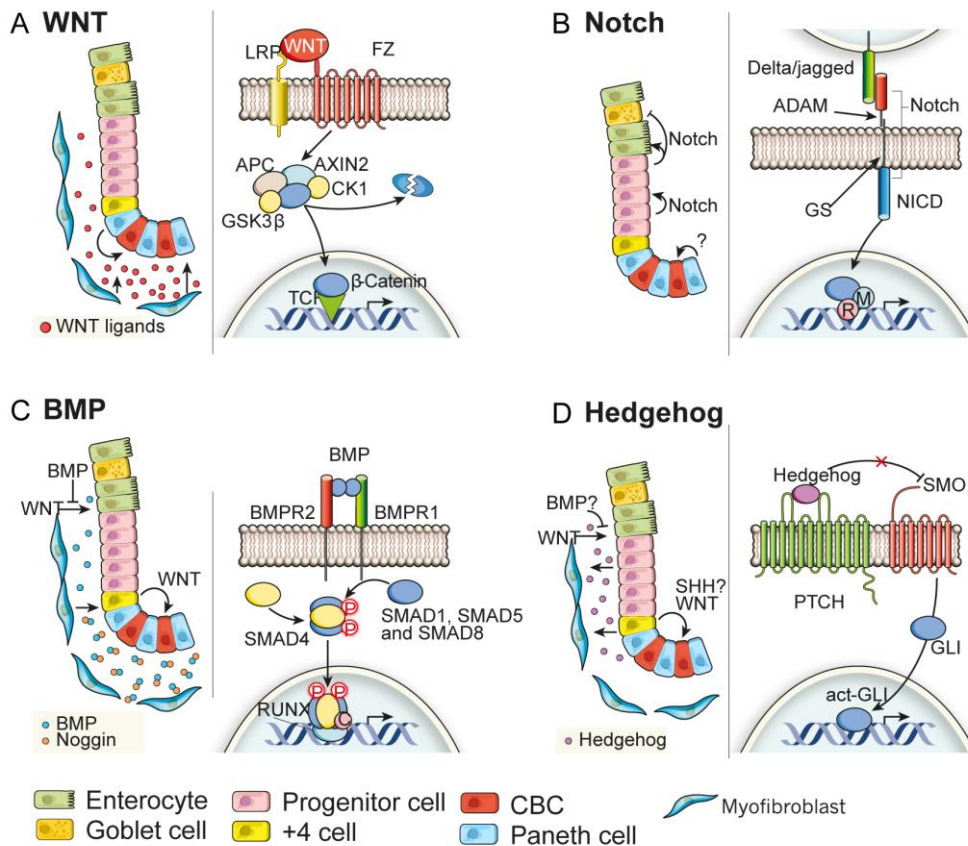 A WNT
LRP
WNT
FZ
APC
AXIN2
CK1
GSK3β
β-Catenin
TCF
WNT ligands
B Notch
Notch
Notch
?
Delta/jagged
ADAM
Notch
GS
NICD
R
M
C BMP
BMP
WNT
WNT
BMP
Noggin
BMP
BMPR2
BMPR1
P
P
SMAD4
SMAD1, SMAD5
and SMAD8
P
P
RUNX
C
D Hedgehog
BMP?
WNT
SHH?
WNT
Hedgehog
Hedgehog
SMO
PTCH
GLI
act-GLI
Enterocyte
Progenitor cell
CBC
Myofibroblast
Goblet cell
+4 cell
Paneth cell